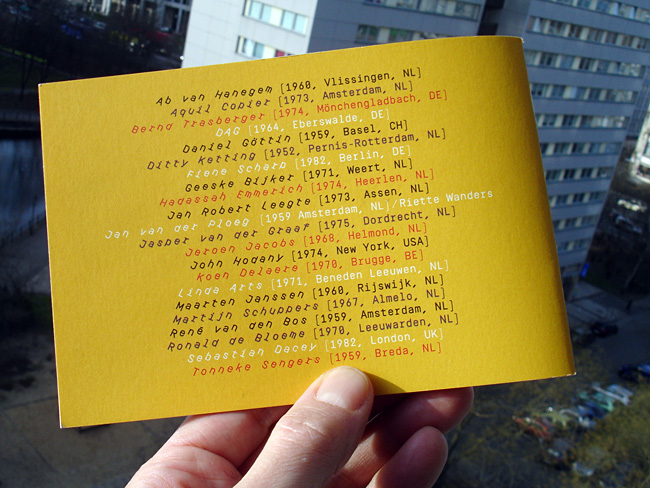 Ab van Hanegem [1960, Vlissingen, NL]
Aquil Copier [1973, Amsterdam, NL]
Bernd Trasberger [1974, Mönchengladbach, DE]
DAG [1964, Eberswalde, DE]
Daniel Göttin [1959, Basel, CH]
Ditty Ketting [1952, Pernis-Rotterdam, NL]
Fiene Scharp [1982, Berlin, DE]
Geeske Bijker [1971, Weert, NL]
Hadassah Emmerich [1974, Heerlen, NL]
Jan Robert Leegte [1973, Assen, NL]
Jan van der Ploeg [1959 Amsterdam, NL]/Riette Wanders
Jasper van der Graaf [1975, Dordrecht, NL]
Jeroen Jacobs [1968, Helmond, NL]
John Hodany [1974, New York, USA]
Koen Delaere [1970, Brugge, BE]
Linda Arts [1971, Beneden Leeuwen, NL]
Maarten Janssen [1960, Rijswijk, NL]
Martijn Schuppers [1967, Almelo, NL]
René van den Bos [1959, Amsterdam, NL]
Ronald de Bloeme [1970, Leeuwarden, NL]
Sebastian Dacey [1982, London, UK]
Tonneke Sengers [1959, Breda, NL]